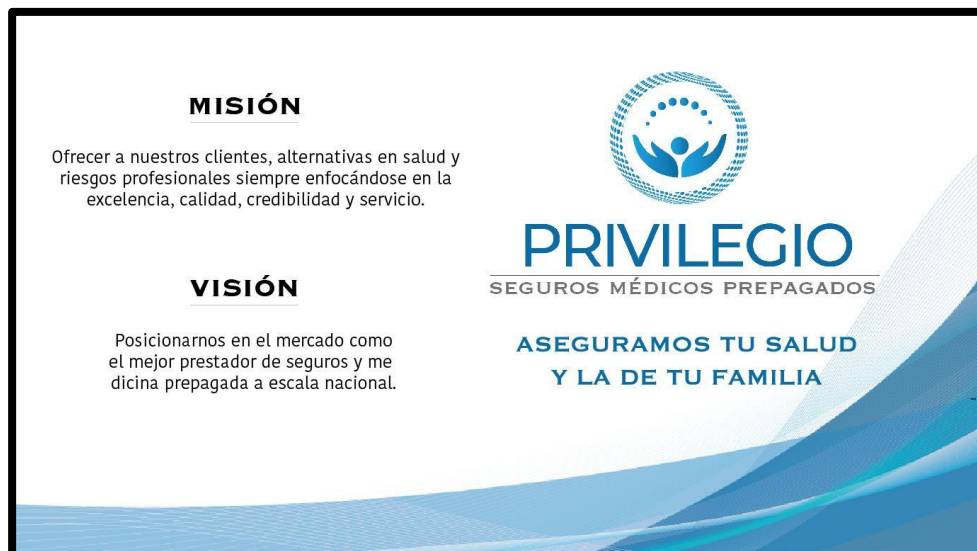 MISIÓN
Ofrecer a nuestros clientes, alternativas en salud y
riesgos profesionales siempre enfocándose en la
excelencia, calidad, credibilidad y servicio.
VISIÓN
Posicionarnos en el mercado como
el mejor prestador de seguros y me
dicina prepagada a escala nacional.
PRIVILEGIO
SEGUROS MÉDICOS PREPAGADOS
ASEGURAMOS TU SALUD
Y LA DE TU FAMILIA